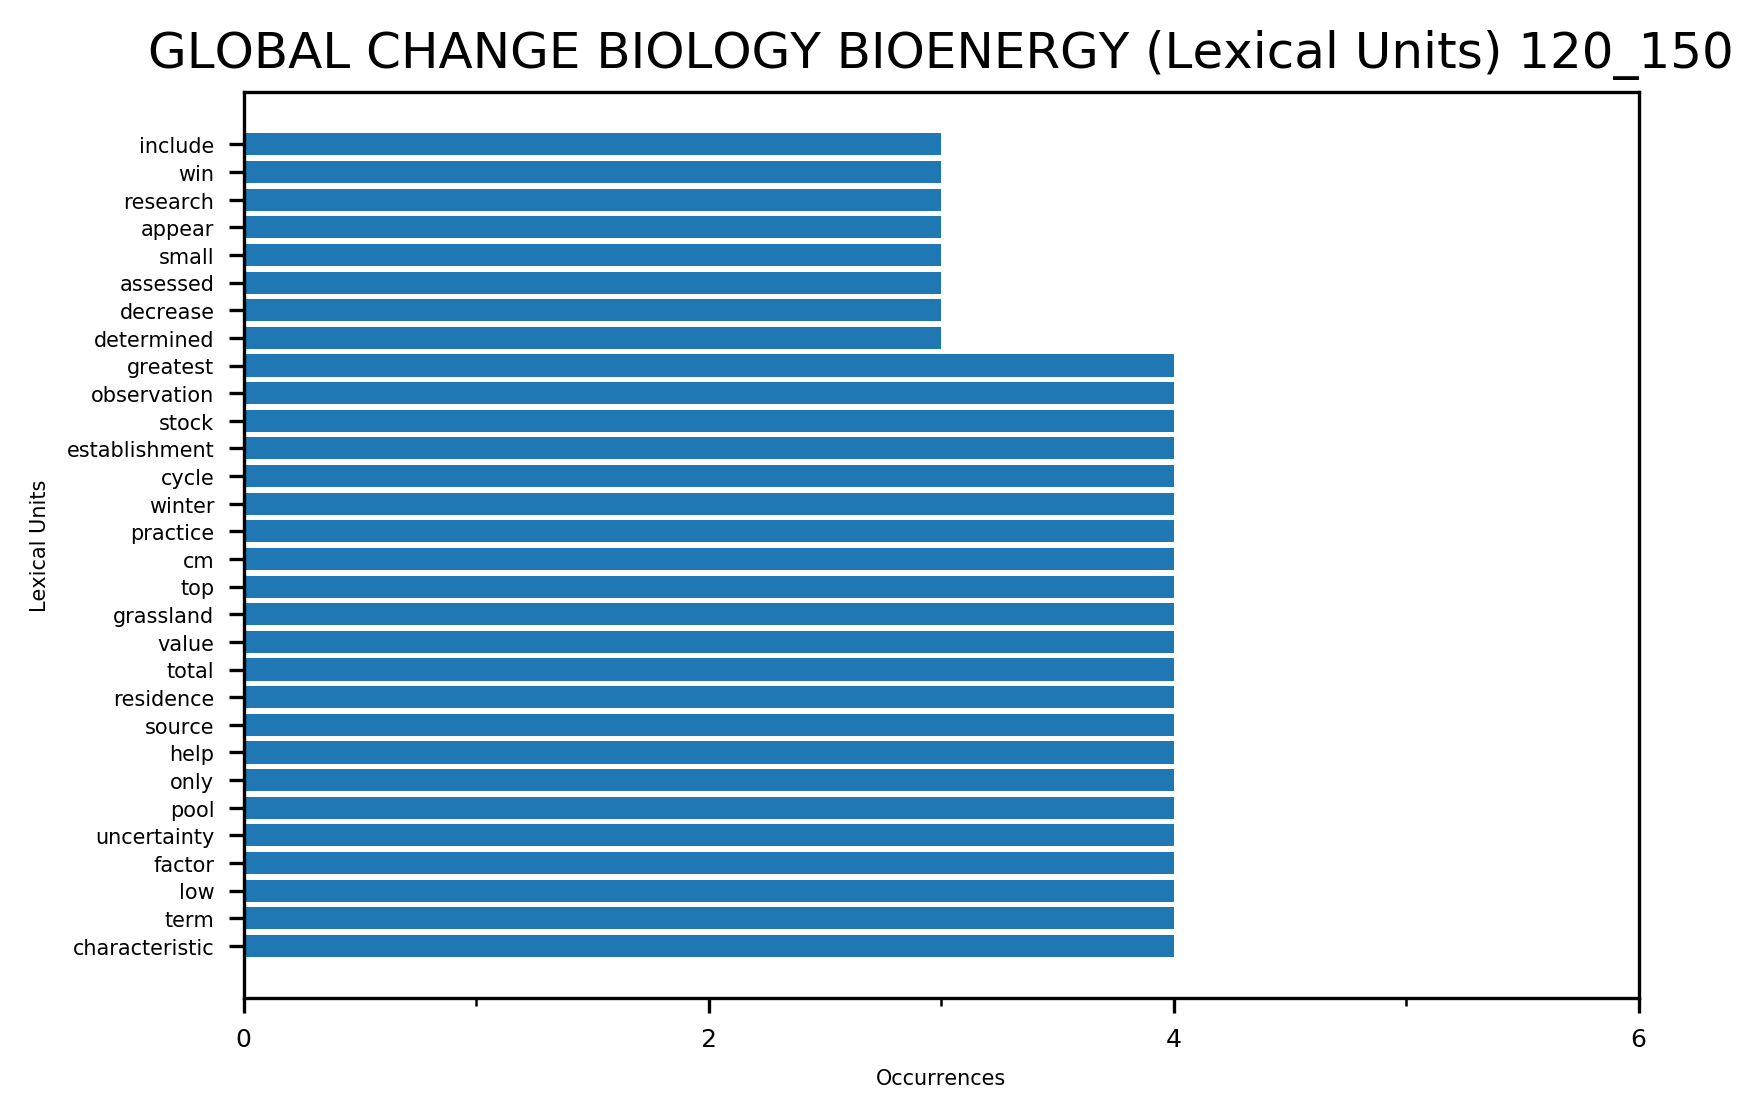 GLOBAL CHANGE BIOLOGY BIOENERGY (Lexical Units) 120_150
include
win
research
appear
small
assessed
decrease
determined
greatest
observation
stock
establishment
cycle
winter
practice
cm
top
grassland
value
total
residence
source
help
only
pool
uncertainty
factor
low
term
characteristic
Lexical Units
0 2 4 6
Occurrences